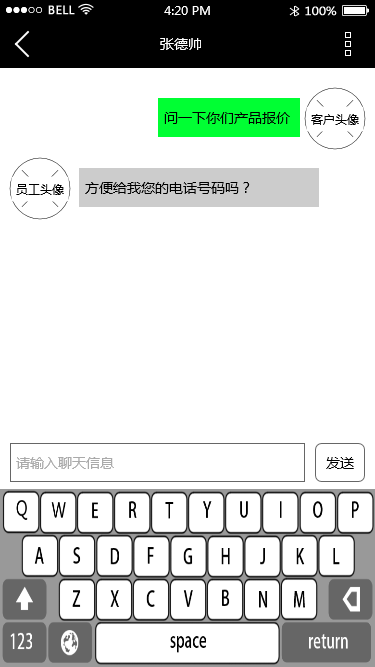 BELL 4:20 PM 100%
张德帅
问一下你们产品报价 客户头像
员工头像 方便给我您的电话号码吗？
请输入聊天信息 发送
Q W E R T Y U I O P
A S D F G H J K L
Z X C V B N M
123 space return